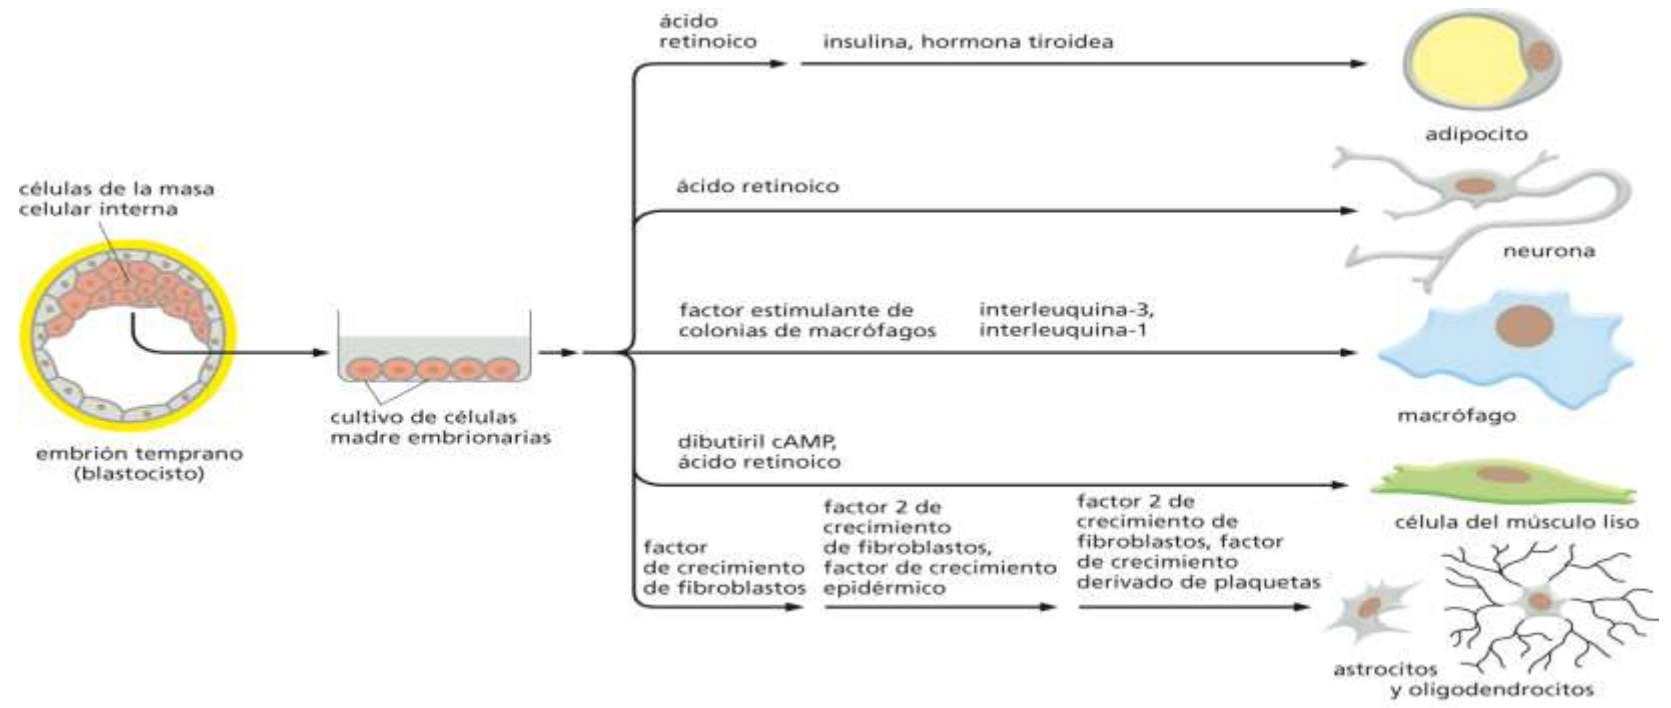 células de la masa
celular interna
embrión temprano
(blastocisto)
cultivo de células
madre embrionarias
ácido
retinoico
insulina, hormona tiroidea
adipocito
ácido retinoico
neurona
factor estimulante de
colonias de macrófagos
interleuquina-3,
interleuquina-1
macrófago
dibutiril cAMP,
ácido retinoico
célula del músculo liso
factor
de crecimiento
de fibroblastos
factor 2 de
crecimiento
de fibroblastos,
factor de crecimiento
epidérmico
factor 2 de
crecimiento de
fibroblastos, factor
de crecimiento
derivado de plaquetas
astrocitos
y oligodendrocitos